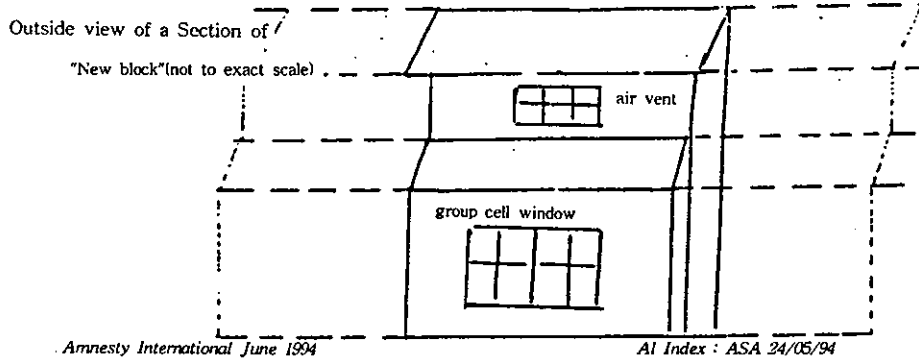 Outside view of a Section of
"New block"(not to exact scale)
air vent
group cell window
Amnesty International June 1994
AI Index : ASA 24/05/94